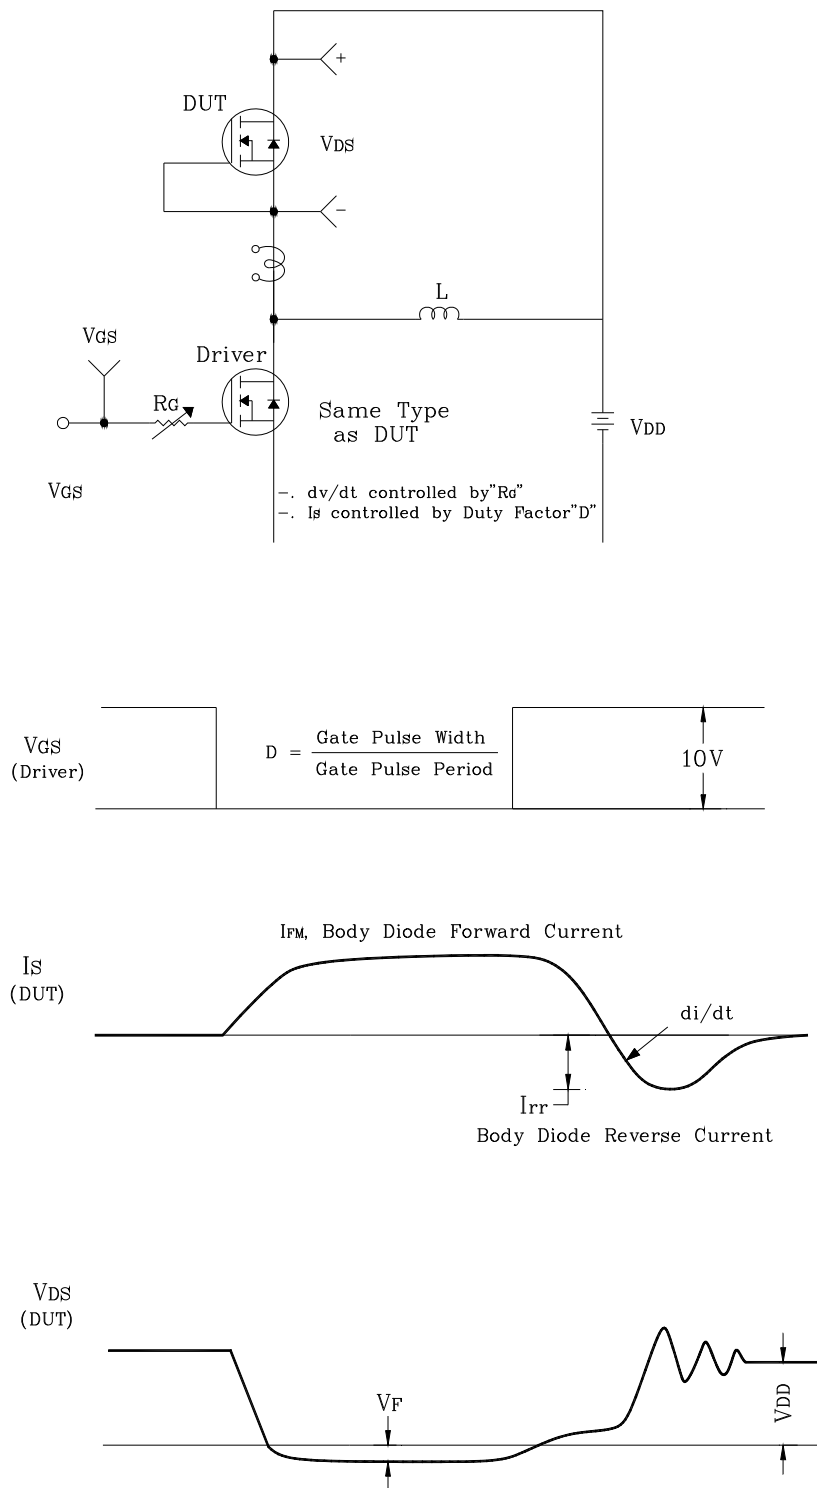 +
DUT
VDS
−
L
VGS
Driver
RG
Same Type
as DUT
VDD
VGS
−. dv/dt controlled by"RG"
−. Is controlled by Duty Factor"D"
VGS
(Driver)
D = Gate Pulse Width
Gate Pulse Period
10V
IFM, Body Diode Forward Current
IS
(DUT)
di/dt
Irr
Body Diode Reverse Current
VDS
(DUT)
VF
VDD